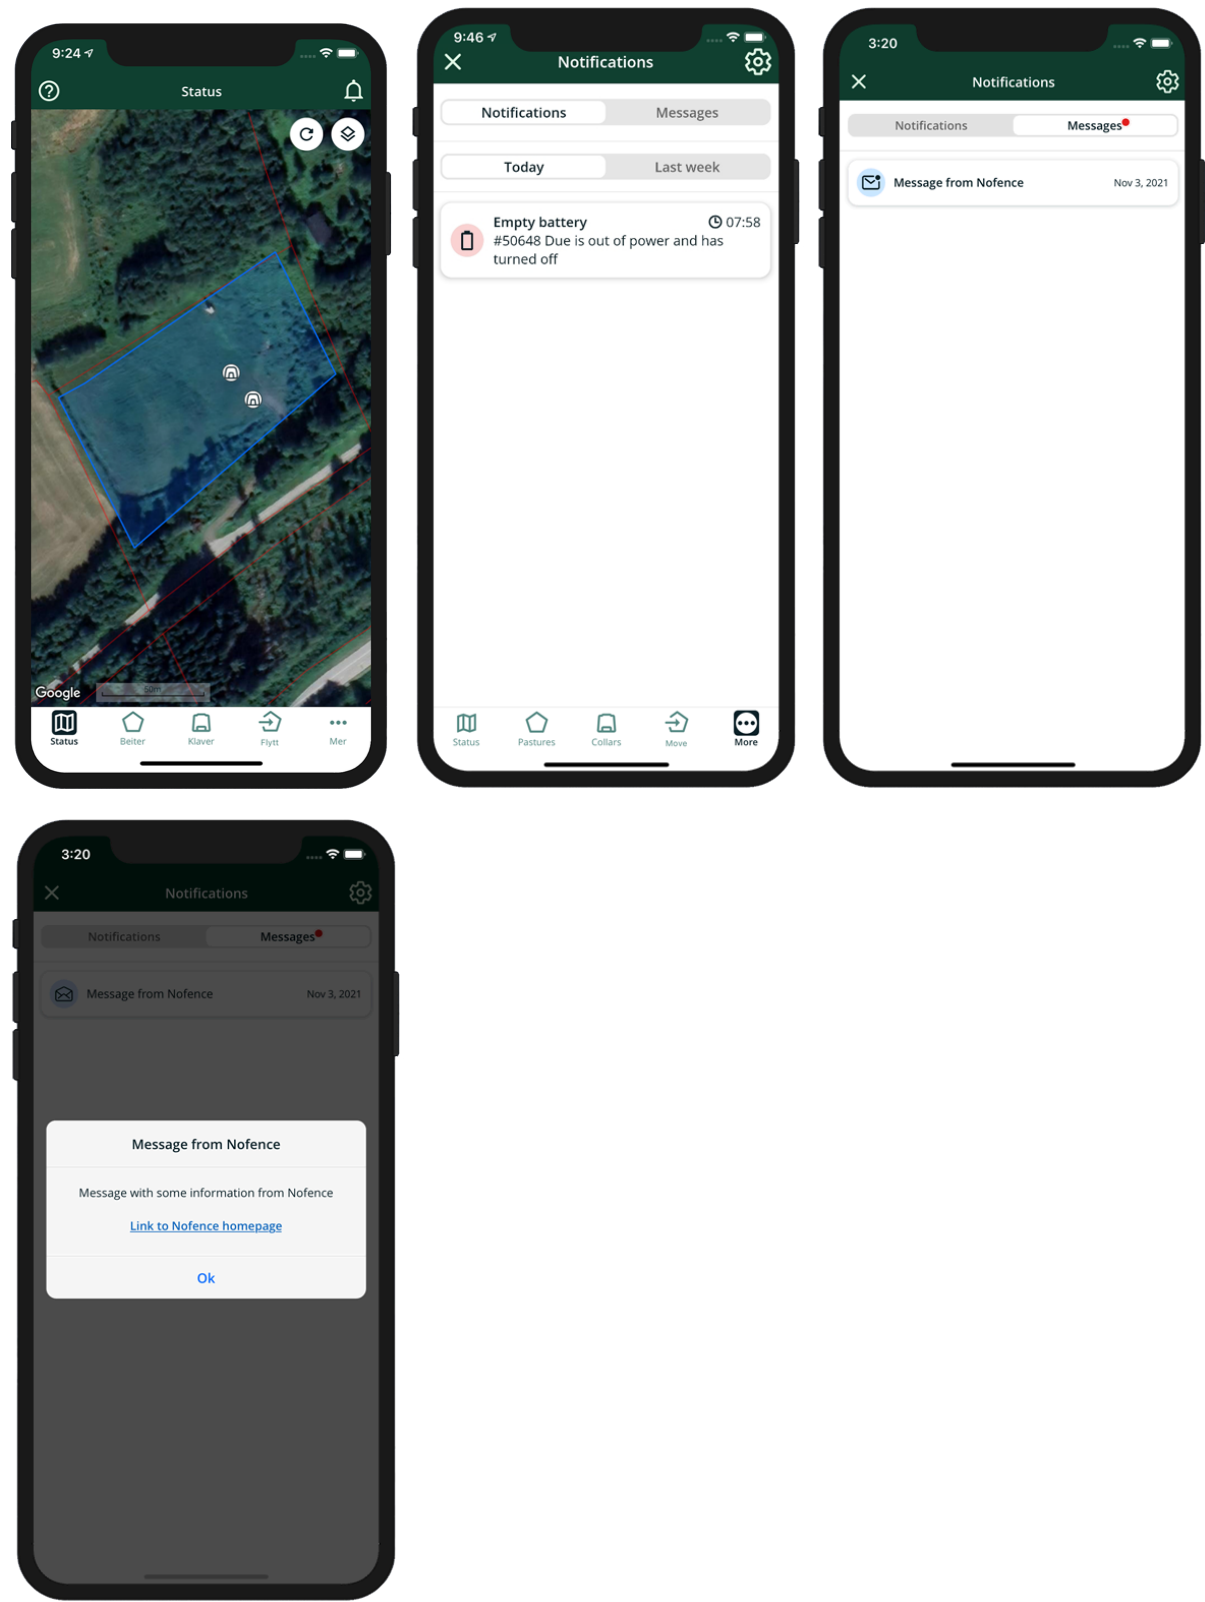 9:24
Status
Google
50m
Status
Beiter
Klaver
Flytt
Mer
9:46
Notifications
Notifications
Messages
Today
Last week
Empty battery
07:58
#50648 Due is out of power and has
turned off
Status
Pastures
Collars
Move
More
3:20
Notifications
Notifications
Messages
Message from Nofence
Nov 3, 2021
3:20
Notifications
Notifications
Messages
Message from Nofence
Nov 3, 2021
Message from Nofence
Message with some information from Nofence
Link to Nofence homepage
Ok